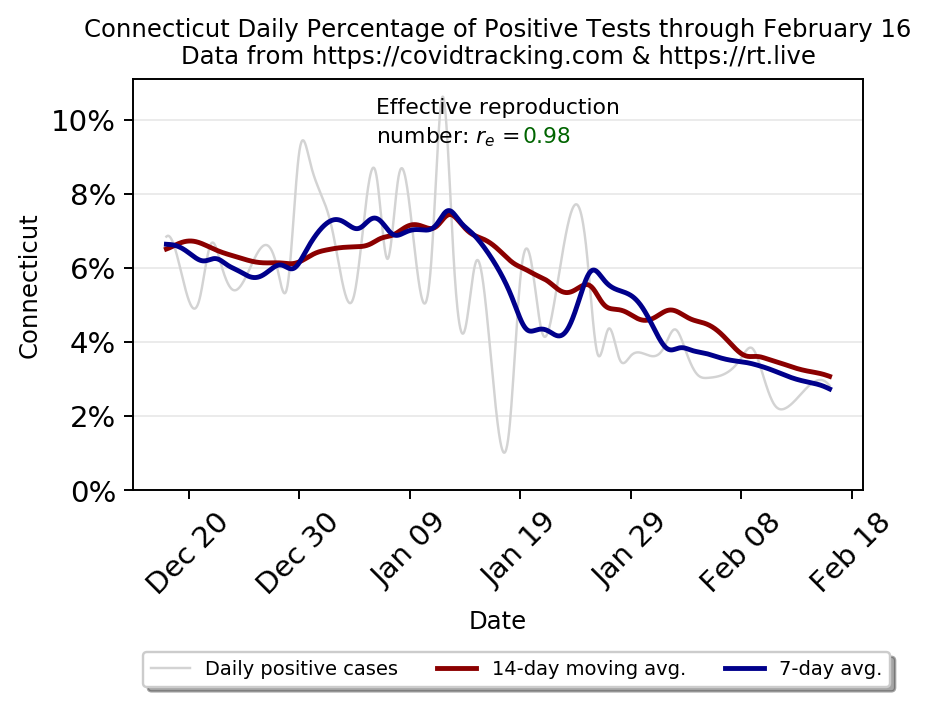 Connecticut Daily Percentage of Positive Tests through February 16
Data from https://covidtracking.com & https://rt.live
Effective reproduction
number: rₑ = 0.98
10%
8%
6%
4%
2%
0%
Connecticut
Dec 20
Dec 30
Jan 09
Jan 19
Jan 29
Feb 08
Feb 18
Date
Daily positive cases
14-day moving avg.
7-day avg.